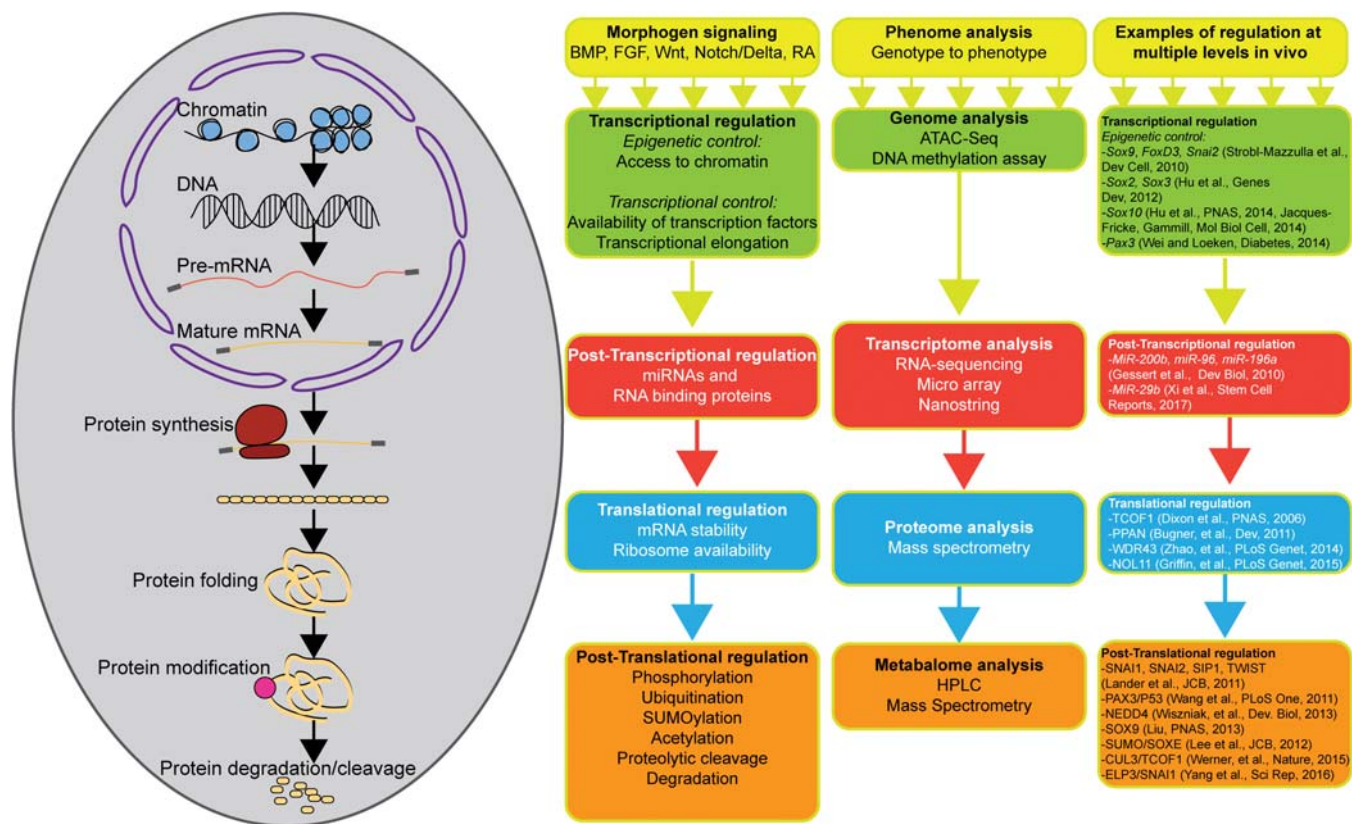 Chromatin
DNA
Pre-mRNA
Mature mRNA
Protein synthesis
Protein folding
Protein modification
Protein degradation/cleavage
Morphogen signaling
BMP, FGF, Wnt, Notch/Delta, RA
Transcriptional regulation
Epigenetic control:
Access to chromatin
Transcriptional control:
Availability of transcription factors
Transcriptional elongation
Post-Transcriptional regulation
miRNAs and
RNA binding proteins
Translational regulation
mRNA stability
Ribosome availability
Post-Translational regulation
Phosphorylation
Ubiquitination
SUMOylation
Acetylation
Proteolytic cleavage
Degradation
Phenome analysis
Genotype to phenotype
Genome analysis
ATAC-Seq
DNA methylation assay
Transcriptome analysis
RNA-sequencing
Micro array
Nanostring
Proteome analysis
Mass spectrometry
Metabalome analysis
HPLC
Mass Spectrometry
Examples of regulation at
multiple levels in vivo
Transcriptional regulation
Epigenetic control:
-Sox9, FoxD3, Snai2 (Strobl-Mazzulla et al.,
Dev Cell, 2010)
-Sox2, Sox3 (Hu et al., Genes
Dev, 2012)
-Sox10 (Hu et al., PNAS, 2014, Jacques-
Fricke, Gammill, Mol Biol Cell, 2014)
-Pax3 (Wei and Loeken, Diabetes, 2014)
Post-Transcriptional regulation
-MiR-200b, miR-96, miR-196a
(Gessert et al., Dev Biol, 2010)
-MiR-29b (Xi et al., Stem Cell
Reports, 2017)
Translational regulation
-TCOF1 (Dixon et al., PNAS, 2006)
-PPAN (Bugner, et al., Dev, 2011)
-WDR43 (Zhao, et al., PLoS Genet, 2014)
-NOL11 (Griffin, et al., PLoS Genet, 2015)
Post-Translational regulation
-SNAI1, SNAI2, SIP1, TWIST
(Lander et al., JCB, 2011)
-PAX3/P53 (Wang et al., PLoS One, 2011)
-NEDD4 (Wiszniak, et al., Dev. Biol, 2013)
-SOX9 (Liu, PNAS, 2013)
-SUMO/SOXE (Lee et al., JCB, 2012)
-CUL3/TCOF1 (Werner, et al., Nature, 2015)
-ELP3/SNAI1 (Yang et al., Sci Rep, 2016)